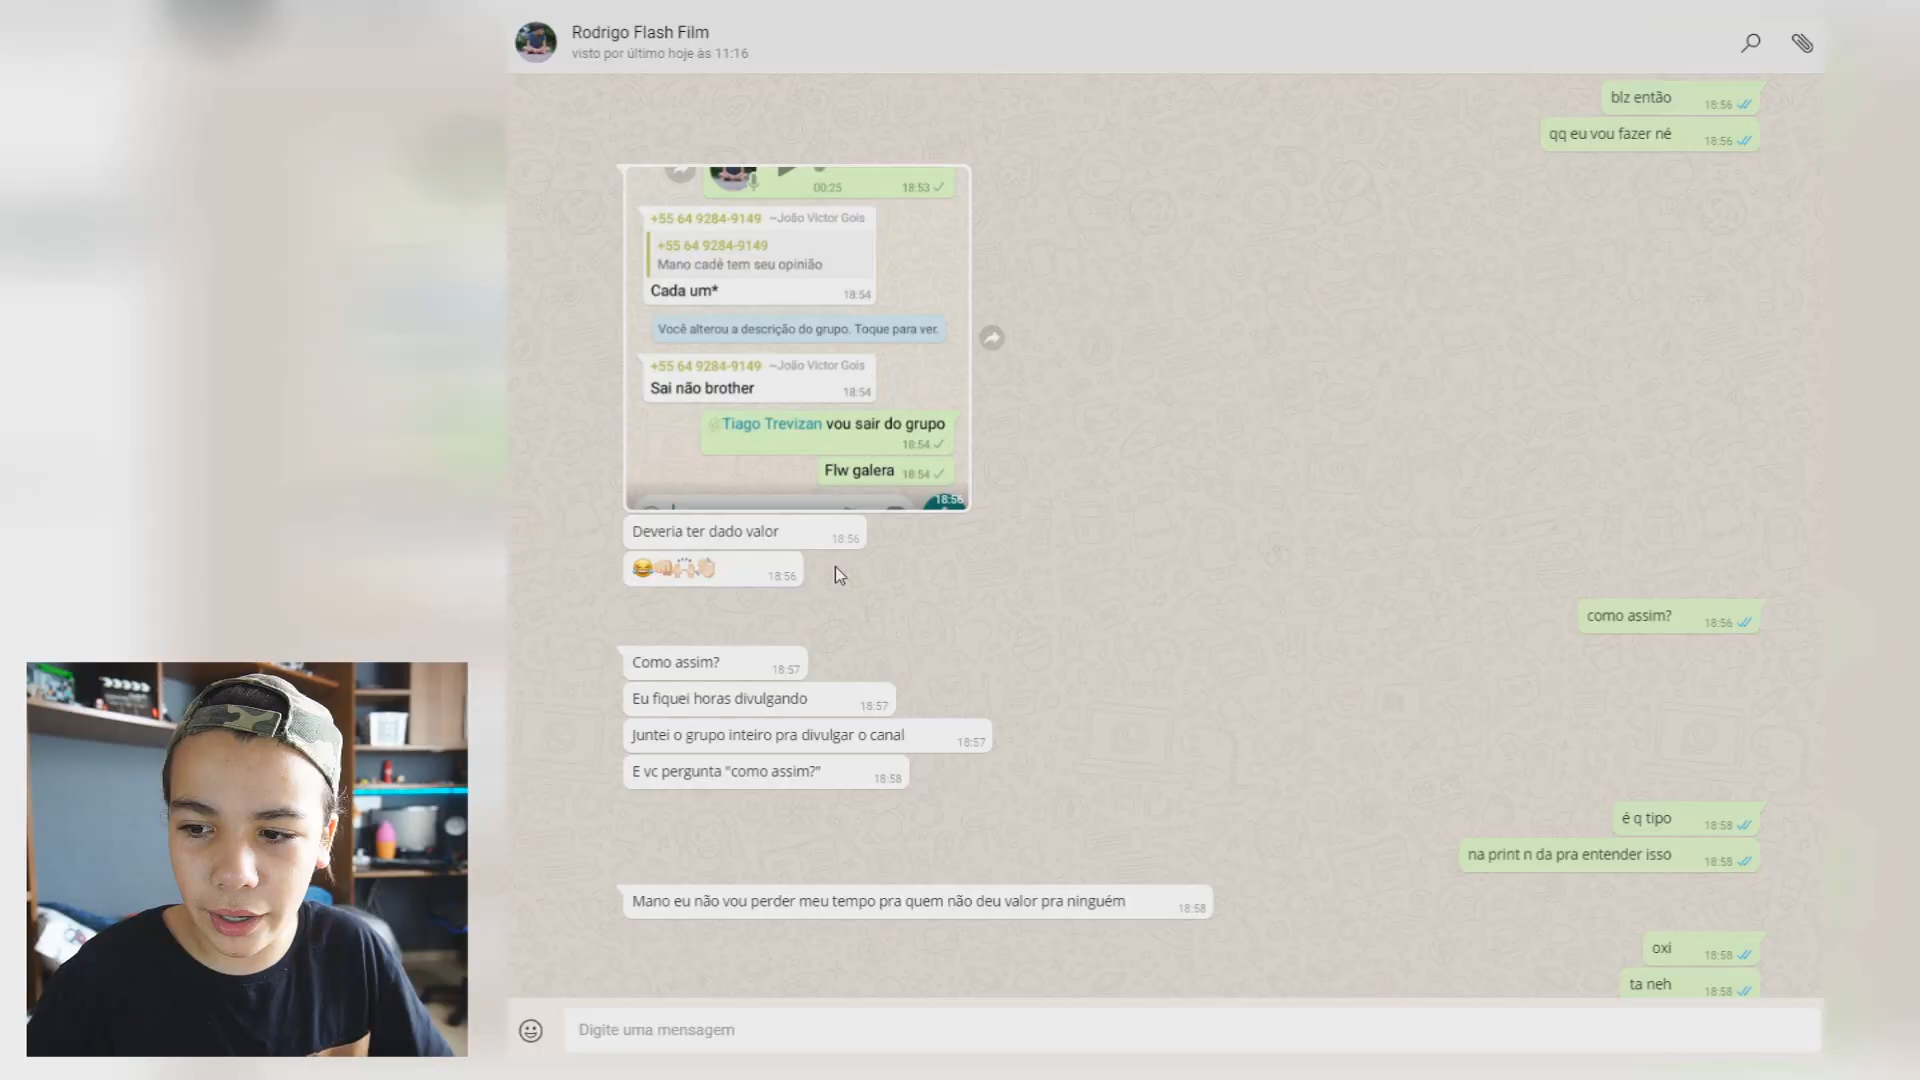 Rodrigo Flash Film
visto por último hoje às 11:16
blz então 18:56
qq eu vou fazer né 18:56
00:25 18:53
+55 64 9284-9149 ~João Victor Gois
+55 64 9284-9149
Mano cadê tem seu opinião
Cada um* 18:54
Você alterou a descrição do grupo. Toque para ver.
+55 64 9284-9149 ~João Victor Gois
Sai não brother 18:54
@Tiago Trevizan vou sair do grupo
18:54
Flw galera 18:54
18:56
Deveria ter dado valor 18:56
😂👊🏻🙌🏻👏🏻 18:56
como assim? 18:56
Como assim? 18:57
Eu fiquei horas divulgando 18:57
Juntei o grupo inteiro pra divulgar o canal 18:57
E vc pergunta "como assim?" 18:58
é q tipo 18:58
na print n da pra entender isso 18:58
Mano eu não vou perder meu tempo pra quem não deu valor pra ninguém 18:58
oxi 18:58
ta neh 18:58
Digite uma mensagem